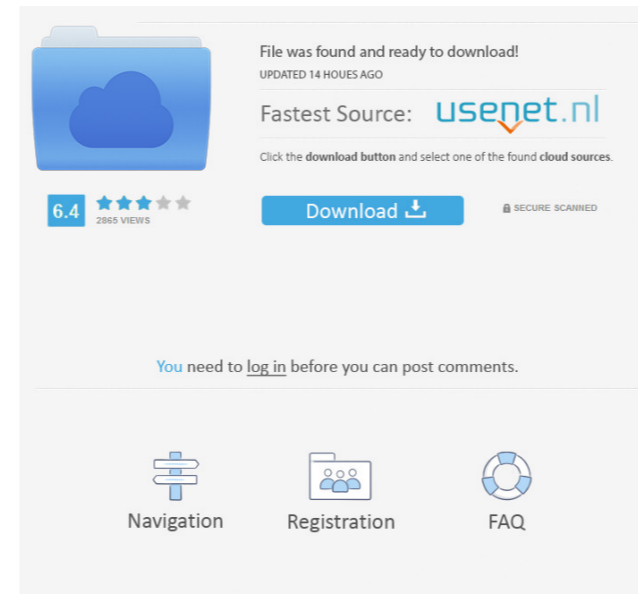 File was found and ready to download!
UPDATED 14 HOUES AGO
Fastest Source: usenet.nl
Click the download button and select one of the found cloud sources.
6.4
2865 VIEWS
Download
SECURE SCANNED
You need to log in before you can post comments.
Navigation
Registration
FAQ